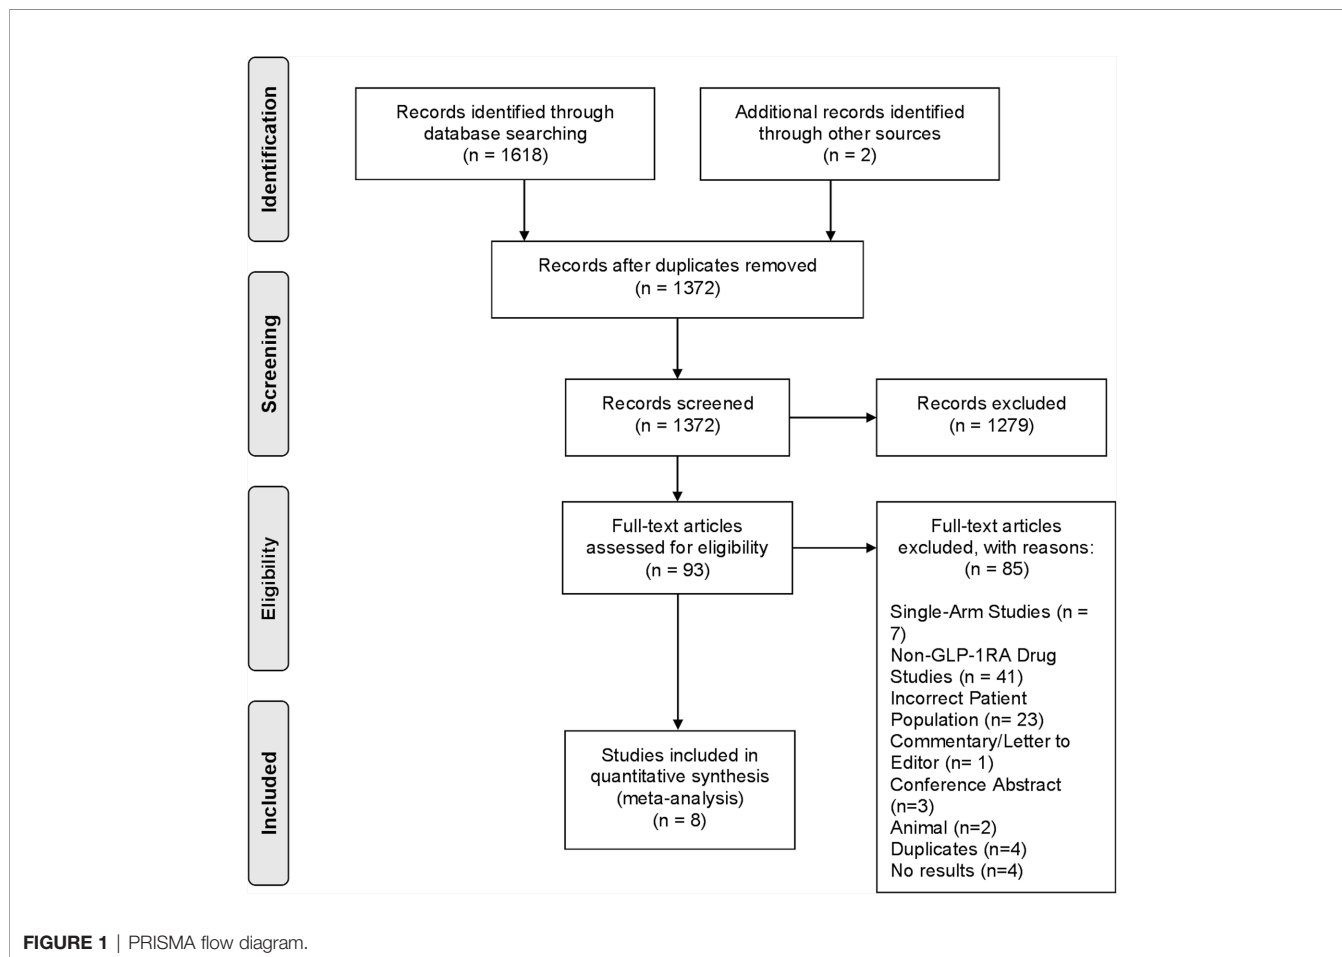 Identification
Records identified through
database searching
(n = 1618)
Additional records identified
through other sources
(n = 2)
Records after duplicates removed
(n = 1372)
Screening
Records screened
(n = 1372)
Records excluded
(n = 1279)
Eligibility
Full-text articles
assessed for eligibility
(n = 93)
Full-text articles
excluded, with reasons:
(n = 85)
Single-Arm Studies (n =
7)
Non-GLP-1RA Drug
Studies (n = 41)
Incorrect Patient
Population (n= 23)
Commentary/Letter to
Editor (n= 1)
Conference Abstract
(n=3)
Animal (n=2)
Duplicates (n=4)
No results (n=4)
Included
Studies included in
quantitative synthesis
(meta-analysis)
(n = 8)
FIGURE 1 | PRISMA flow diagram.